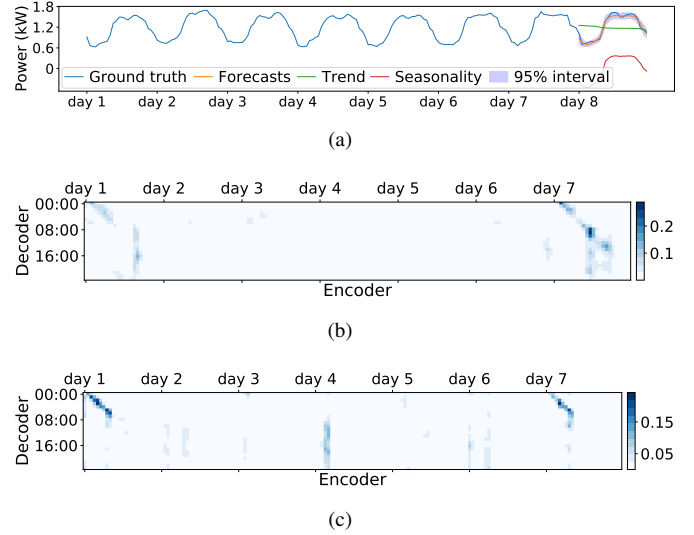 1.8
1.2
0.6
0
Power (kW)
Ground truth Forecasts Trend Seasonality 95% interval
day 1 day 2 day 3 day 4 day 5 day 6 day 7 day 8
(a)
day 1 day 2 day 3 day 4 day 5 day 6 day 7
00:00
08:00
16:00
Decoder
0.2
0.1
Encoder
(b)
day 1 day 2 day 3 day 4 day 5 day 6 day 7
00:00
08:00
16:00
Decoder
0.15
0.05
Encoder
(c)